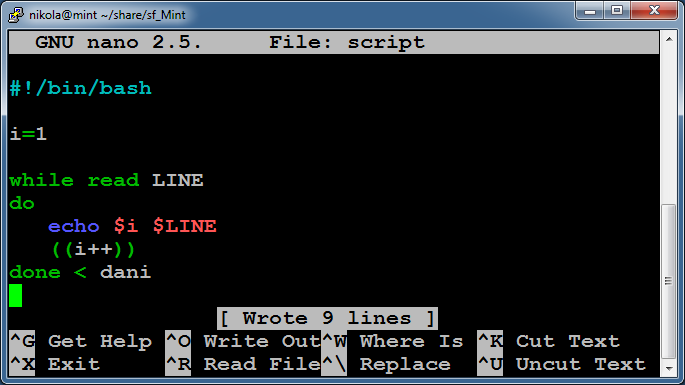 nikola@mint ~/share/sf_Mint
GNU nano 2.5. File: script
#!/bin/bash
i=1
while read LINE
do
echo $i $LINE
((i++))
done < dani
[ Wrote 9 lines ]
^G Get Help ^O Write Out^W Where Is ^K Cut Text
^X Exit ^R Read File^\ Replace ^U Uncut Text